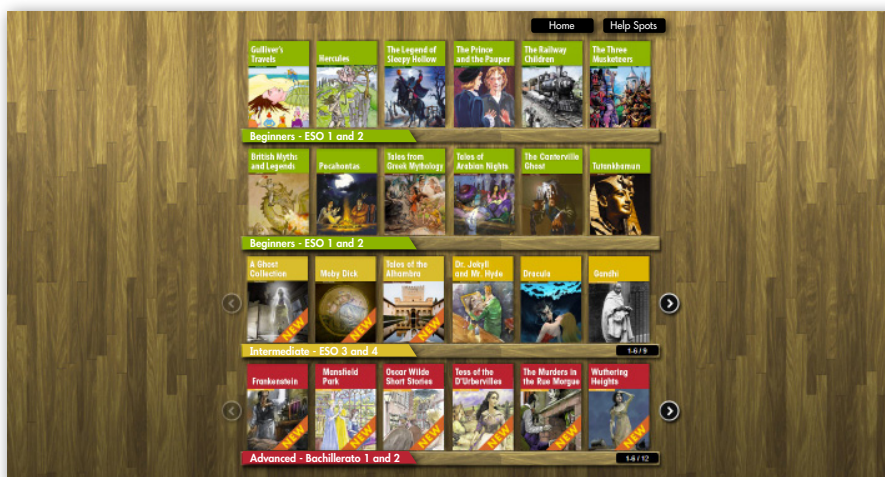 Home Help Spots
Gulliver's
Travels
Hercules
The Legend of
Sleepy Hollow
The Prince
and the Pauper
The Railway
Children
The Three
Musketeers
Beginners - ESO 1 and 2
British Myths
and Legends
Pocahontas
Tales from
Greek Mythology
Tales of
Arabian Nights
The Canterville
Ghost
Tutankhamun
Beginners - ESO 1 and 2
A Ghost
Collection
NEW
Moby Dick
NEW
Tales of the
Alhambra
NEW
Dr. Jekyll
and Mr. Hyde
Dracula
Gandhi
Intermediate - ESO 3 and 4
1-6 / 9
Frankenstein
NEW
Mansfield
Park
NEW
Oscar Wilde
Short Stories
NEW
Tess of the
D'Urbervilles
NEW
The Murders in
the Rue Morgue
NEW
Wuthering
Heights
NEW
Advanced - Bachillerato 1 and 2
1-6 / 12